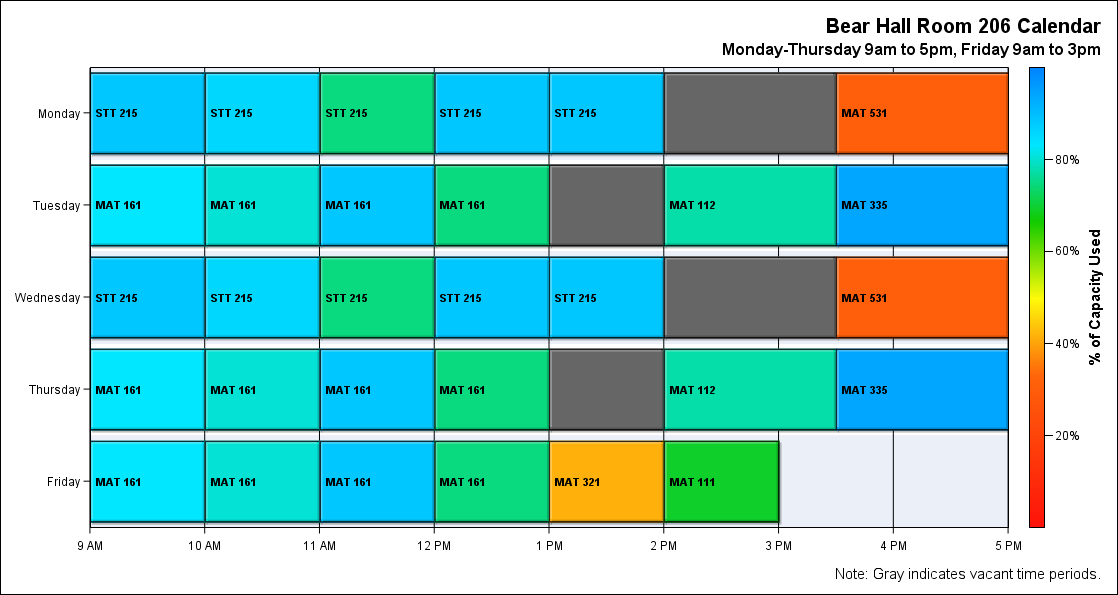 Bear Hall Room 206 Calendar
Monday-Thursday 9am to 5pm, Friday 9am to 3pm
Monday STT 215 STT 215 STT 215 STT 215 STT 215 MAT 531
Tuesday MAT 161 MAT 161 MAT 161 MAT 161 MAT 112 MAT 335
Wednesday STT 215 STT 215 STT 215 STT 215 STT 215 MAT 531
Thursday MAT 161 MAT 161 MAT 161 MAT 161 MAT 112 MAT 335
Friday MAT 161 MAT 161 MAT 161 MAT 161 MAT 321 MAT 111
9 AM 10 AM 11 AM 12 PM 1 PM 2 PM 3 PM 4 PM 5 PM
80%
60%
40%
20%
% of Capacity Used
Note: Gray indicates vacant time periods.